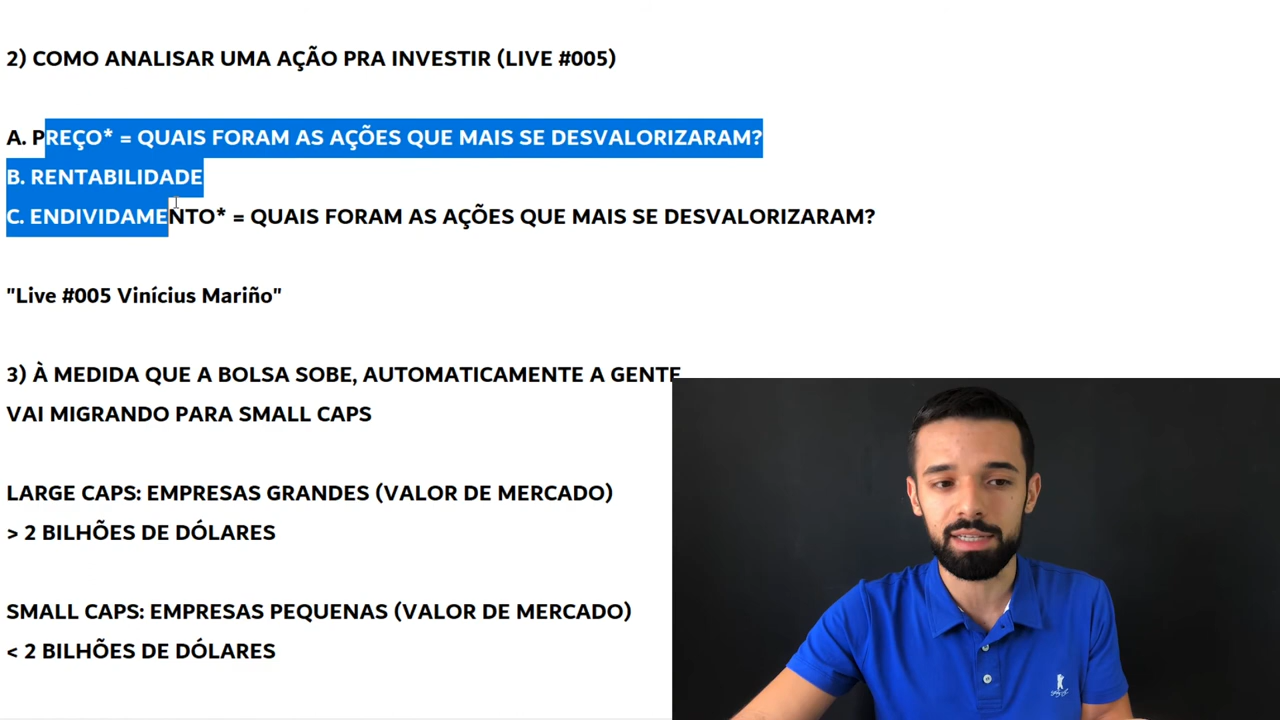 2) COMO ANALISAR UMA AÇÃO PRA INVESTIR (LIVE #005)
A. PREÇO* = QUAIS FORAM AS AÇÕES QUE MAIS SE DESVALORIZARAM?
B. RENTABILIDADE
C. ENDIVIDAMENTO* = QUAIS FORAM AS AÇÕES QUE MAIS SE DESVALORIZARAM?
"Live #005 Vinícius Mariño"
3) À MEDIDA QUE A BOLSA SOBE, AUTOMATICAMENTE A GENTE
VAI MIGRANDO PARA SMALL CAPS
LARGE CAPS: EMPRESAS GRANDES (VALOR DE MERCADO)
> 2 BILHÕES DE DÓLARES
SMALL CAPS: EMPRESAS PEQUENAS (VALOR DE MERCADO)
< 2 BILHÕES DE DÓLARES